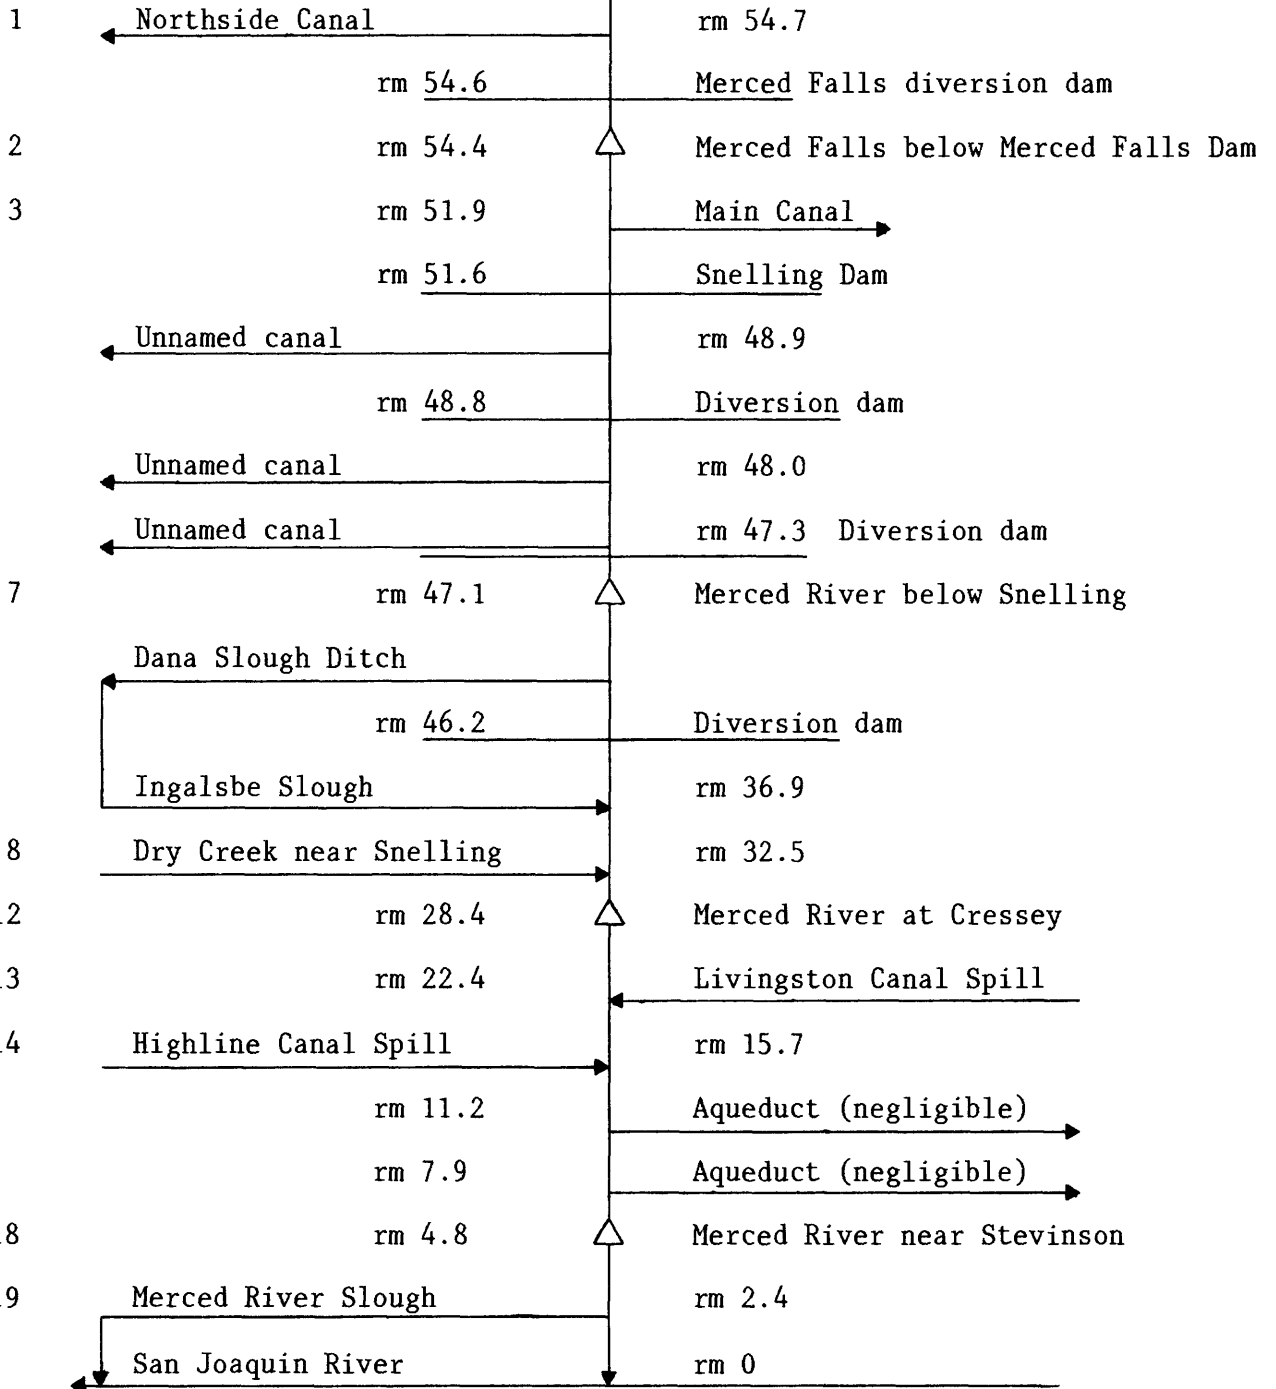 1 Northside Canal rm 54.7
rm 54.6 Merced Falls diversion dam
2 rm 54.4 Merced Falls below Merced Falls Dam
3 rm 51.9 Main Canal
rm 51.6 Snelling Dam
Unnamed canal rm 48.9
rm 48.8 Diversion dam
Unnamed canal rm 48.0
Unnamed canal rm 47.3 Diversion dam
7 rm 47.1 Merced River below Snelling
Dana Slough Ditch
rm 46.2 Diversion dam
Ingalsbe Slough rm 36.9
8 Dry Creek near Snelling rm 32.5
12 rm 28.4 Merced River at Cressey
13 rm 22.4 Livingston Canal Spill
14 Highline Canal Spill rm 15.7
rm 11.2 Aqueduct (negligible)
rm 7.9 Aqueduct (negligible)
18 rm 4.8 Merced River near Stevinson
19 Merced River Slough rm 2.4
San Joaquin River rm 0